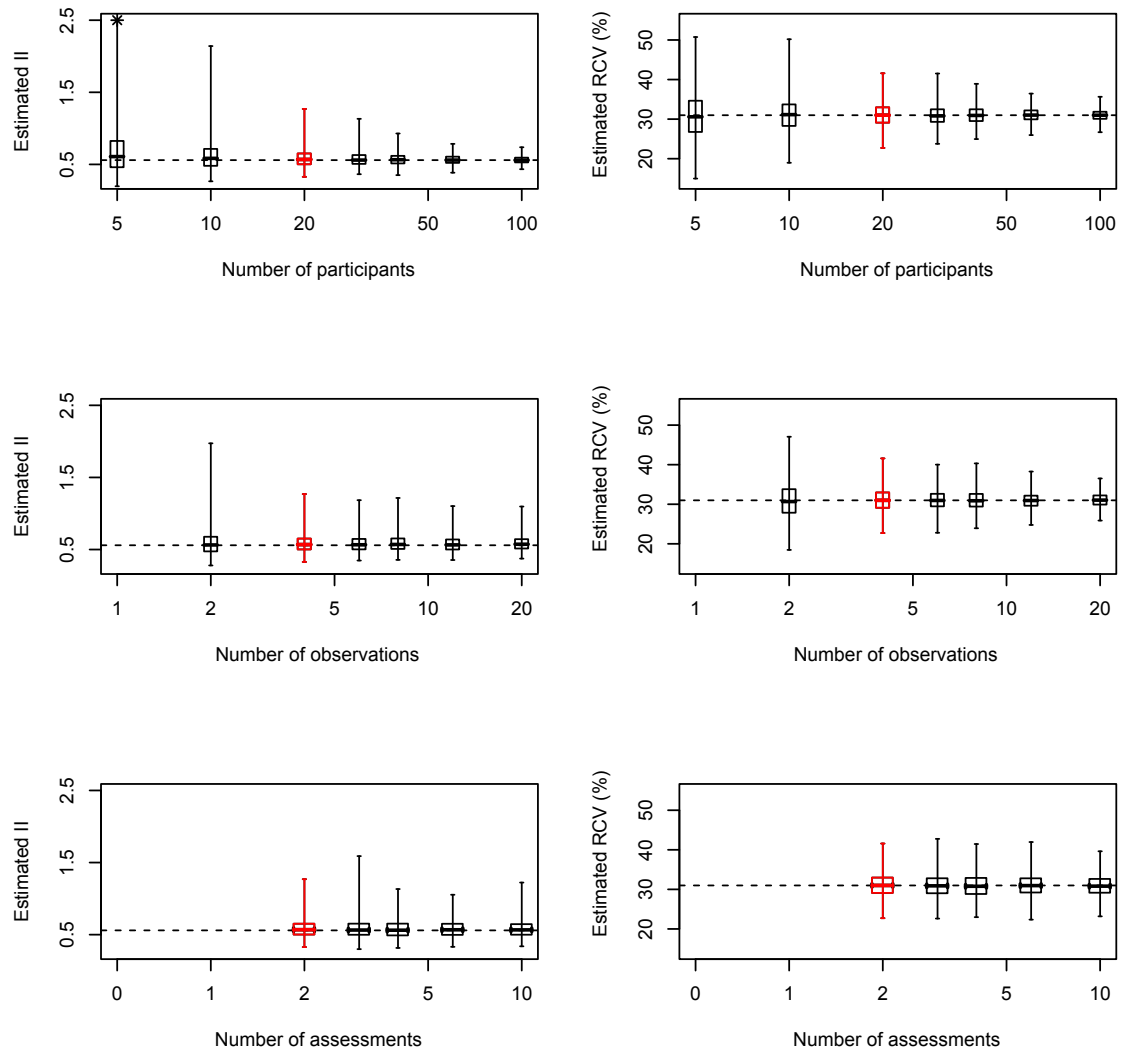 Estimated II
0.5 1.5 2.5
5 10 20 50 100
Number of participants
Estimated RCV (%)
20 30 40 50
5 10 20 50 100
Number of participants
Estimated II
0.5 1.5 2.5
1 2 5 10 20
Number of observations
Estimated RCV (%)
20 30 40 50
1 2 5 10 20
Number of observations
Estimated II
0.5 1.5 2.5
0 1 2 5 10
Number of assessments
Estimated RCV (%)
20 30 40 50
0 1 2 5 10
Number of assessments